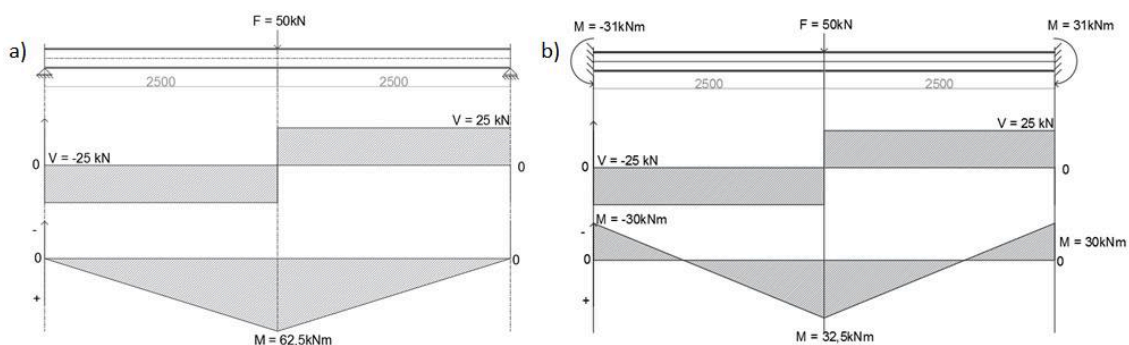 a)
F = 50kN
2500
2500
V = 25 kN
0
V = -25 kN
0
-
0
0
+
M = 62,5kNm
b)
M = -31kNm
F = 50kN
M = 31kNm
2500
2500
V = 25 kN
V = -25 kN
0
0
M = -30kNm
-
0
M = 30kNm
0
+
M = 32,5kNm